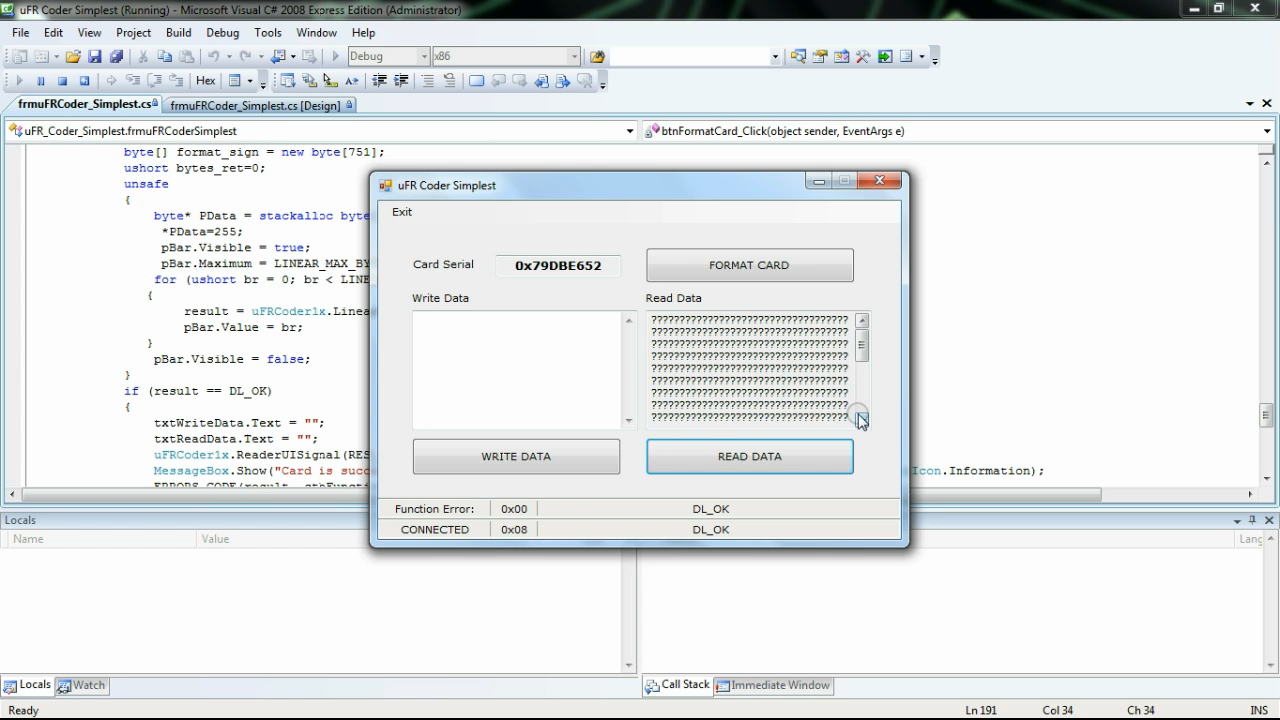 uFR Coder Simplest (Running) - Microsoft Visual C# 2008 Express Edition (Administrator)
File Edit View Project Build Debug Tools Window Help
Debug x86
Hex
frmuFRCoder_Simplest.cs frmuFRCoder_Simplest.cs [Design]
uFR_Coder_Simplest.frmuFRCoderSimplest btnFormatCard_Click(object sender, EventArgs e)
byte[] format_sign = new byte[751];
ushort bytes_ret=0;
unsafe
{
byte* PData = stackalloc byte
*PData=255;
pBar.Visible = true;
pBar.Maximum = LINEAR_MAX_BY
for (ushort br = 0; br < LINE
{
result = uFRCoder1x.Linea
pBar.Value = br;
}
pBar.Visible = false;
}
if (result == DL_OK)
{
txtWriteData.Text = "";
txtReadData.Text = "";
uFRCoder1x.ReaderUISignal(RES
MessageBox.Show("Card is succ con.Information);
uFR Coder Simplest
Exit
Card Serial 0x79DBE652 FORMAT CARD
Write Data Read Data
???????????????????????????????????
???????????????????????????????????
???????????????????????????????????
???????????????????????????????????
???????????????????????????????????
???????????????????????????????????
???????????????????????????????????
???????????????????????????????????
???????????????????????????????????
WRITE DATA READ DATA
Function Error: 0x00 DL_OK
CONNECTED 0x08 DL_OK
Locals
Name Value Lang
Locals Watch Call Stack Immediate Window
Ready Ln 191 Col 34 Ch 34 INS